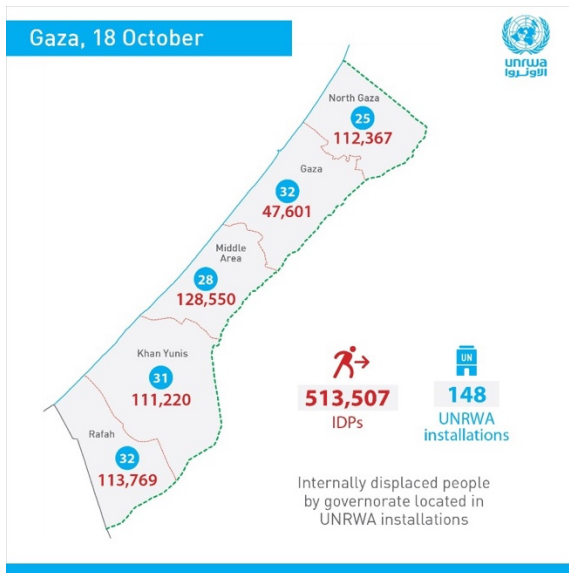 Gaza, 18 October
unrwa
الأونروا
North Gaza
25
112,367
Gaza
32
47,601
Middle
Area
28
128,550
Khan Yunis
31
111,220
Rafah
32
113,769
513,507
IDPs
UN
148
UNRWA
installations
Internally displaced people
by governorate located in
UNRWA installations